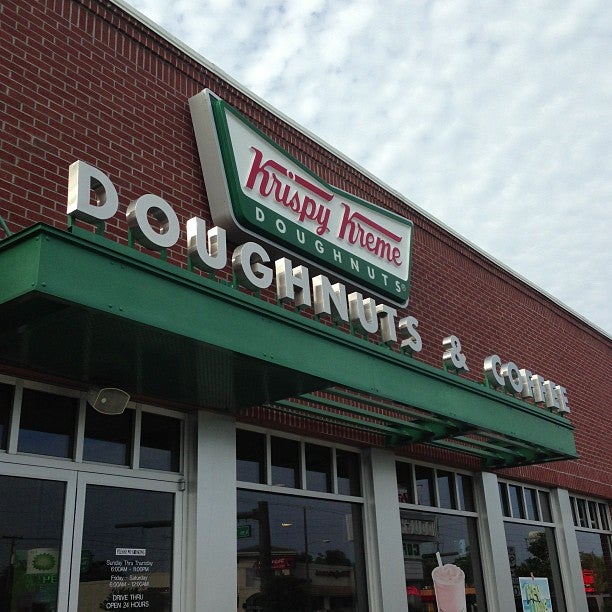 Krispy Kreme
DOUGHNUTS®
DOUGHNUTS & COFFEE
Sunday Thru Thursday
Friday - Saturday
DRIVE THRU
OPEN 24 HOURS